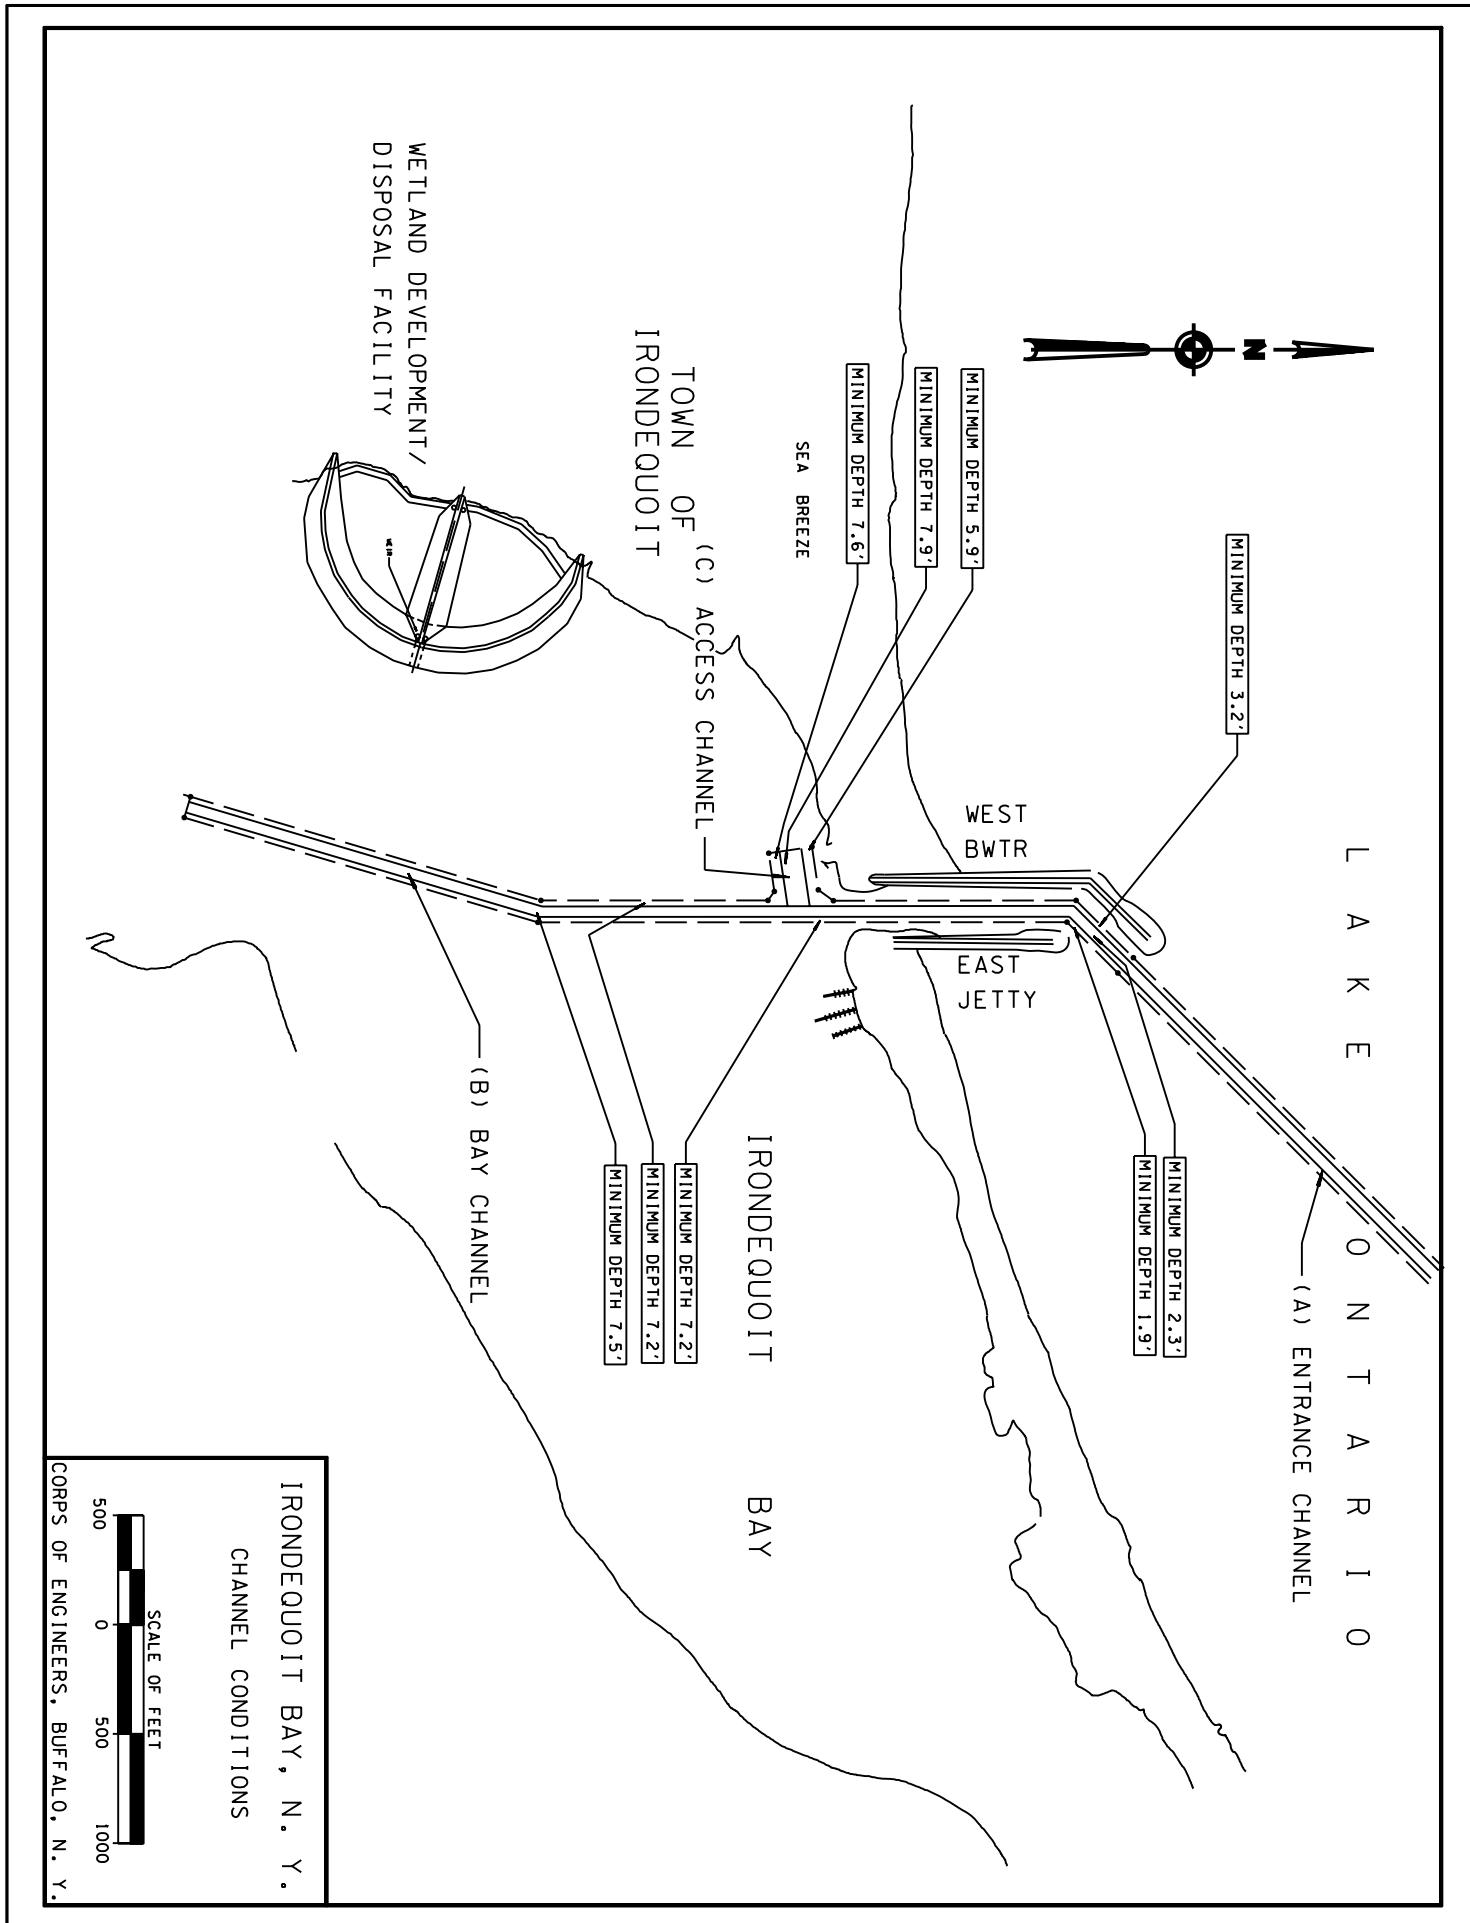 L A K E   O N T A R I O
N
(A) ENTRANCE CHANNEL
MINIMUM DEPTH 3.2'
MINIMUM DEPTH 2.3'
MINIMUM DEPTH 1.9'
WEST
BWTR
EAST
JETTY
MINIMUM DEPTH 5.9'
MINIMUM DEPTH 7.9'
MINIMUM DEPTH 7.6'
SEA BREEZE
(C) ACCESS CHANNEL
TOWN OF
IRONDEQUOIT
IRONDEQUOIT BAY
MINIMUM DEPTH 7.2'
MINIMUM DEPTH 7.2'
MINIMUM DEPTH 7.5'
(B) BAY CHANNEL
WETLAND DEVELOPMENT/
DISPOSAL FACILITY
WEIR
IRONDEQUOIT BAY, N. Y.
CHANNEL CONDITIONS
SCALE OF FEET
500 0 500 1000
CORPS OF ENGINEERS, BUFFALO, N. Y.